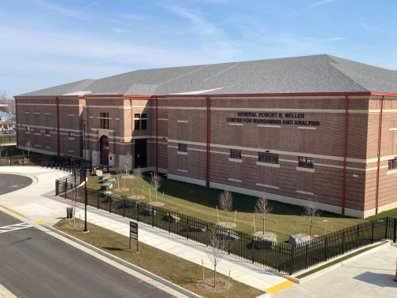 GENERAL ROBERT B. NELLER
CENTER FOR WARGAMING AND ANALYSIS